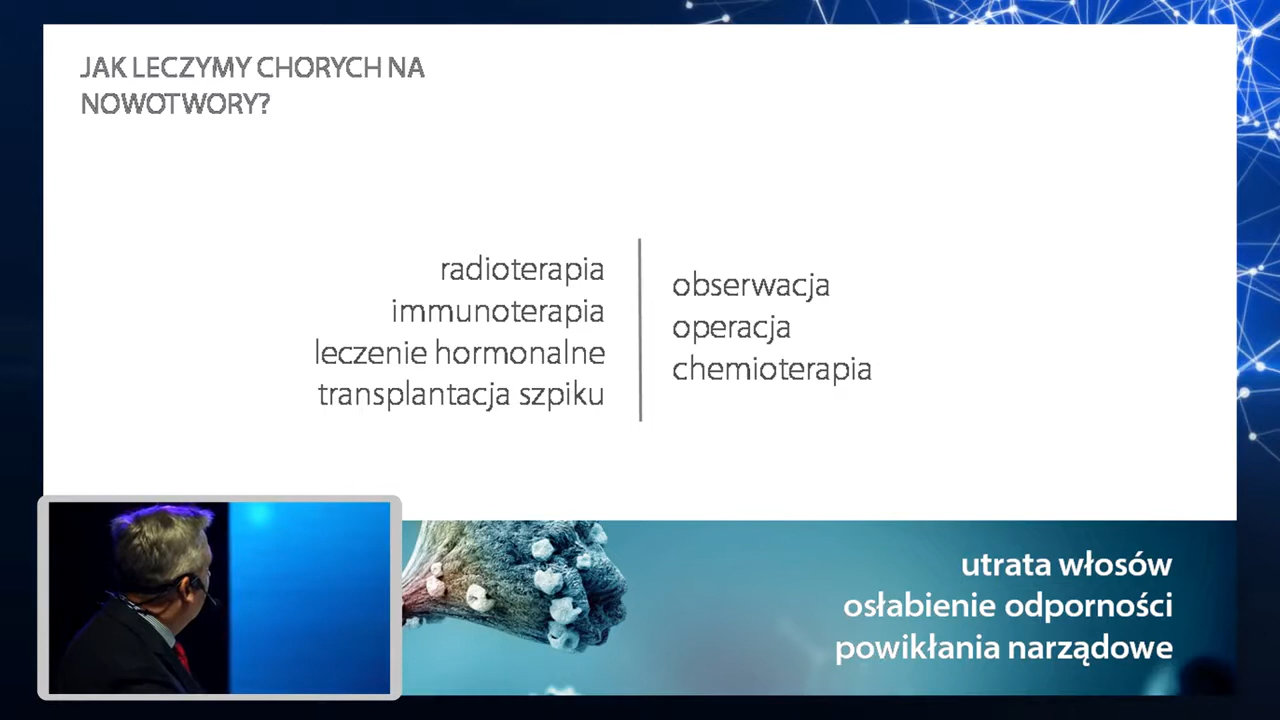 JAK LECZYMY CHORYCH NA
NOWOTWORY?
radioterapia
immunoterapia
leczenie hormonalne
transplantacja szpiku
obserwacja
operacja
chemioterapia
utrata włosów
osłabienie odporności
powikłania narządowe